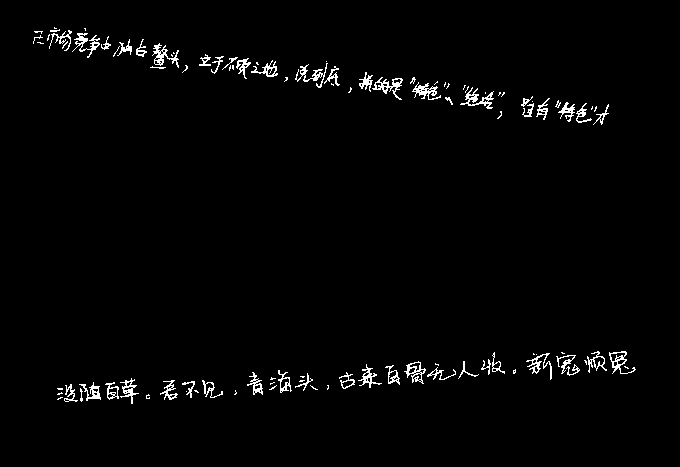 在市场竞争中独占鳌头，立于不败之地，说到底，拼的是“特色”、“绝活”，唯有“特色”才
没随百草。君不见，青海头，古来白骨无人收。新冤烦冤